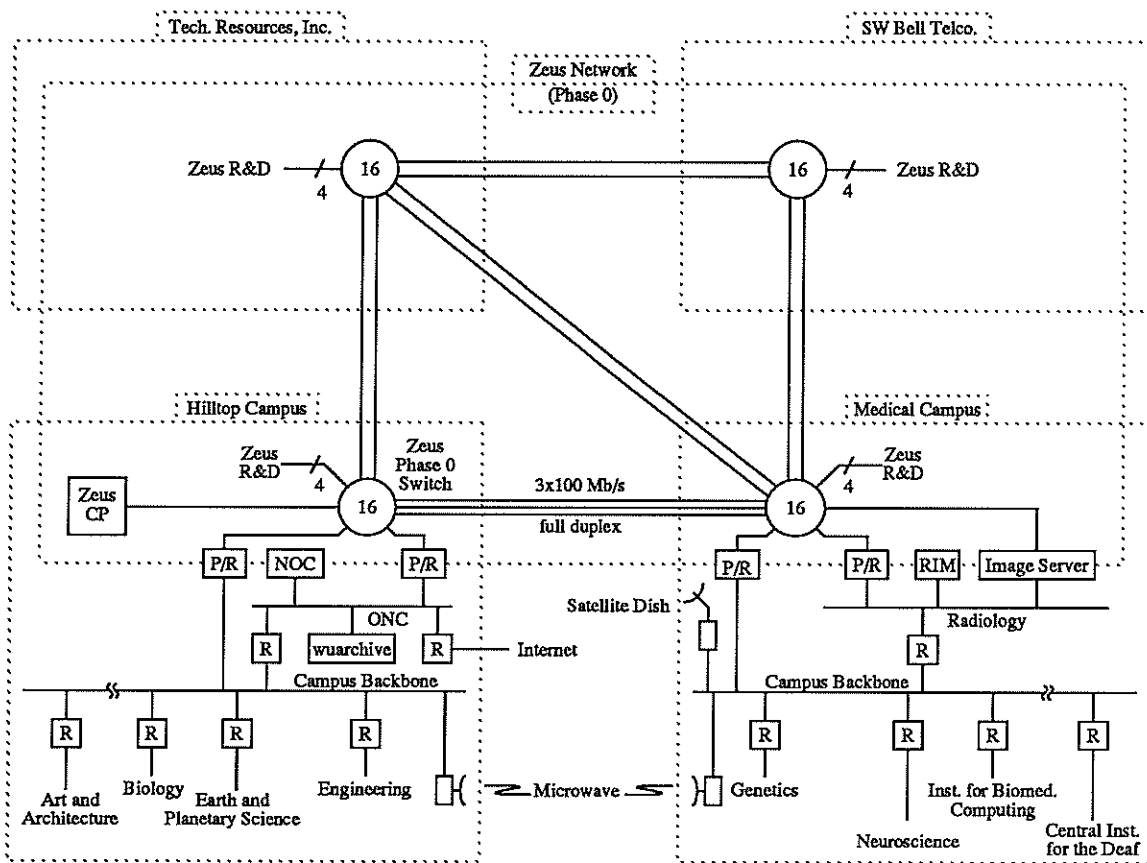 Tech. Resources, Inc.
SW Bell Telco.
Zeus Network
(Phase 0)
Zeus R&D
4
16
16
4
Zeus R&D
Hilltop Campus
Medical Campus
Zeus
R&D
4
Zeus
Phase 0
Switch
Zeus
R&D
4
Zeus
CP
16
3x100 Mb/s
full duplex
16
P/R
NOC
P/R
P/R
P/R
RIM
Image Server
Satellite Dish
ONC
Radiology
R
wuarchive
R
Internet
R
Campus Backbone
Campus Backbone
R
R
R
R
R
R
R
R
Art and
Architecture
Biology
Earth and
Planetary Science
Engineering
Microwave
Genetics
Neuroscience
Inst. for Biomed.
Computing
Central Inst.
for the Deaf